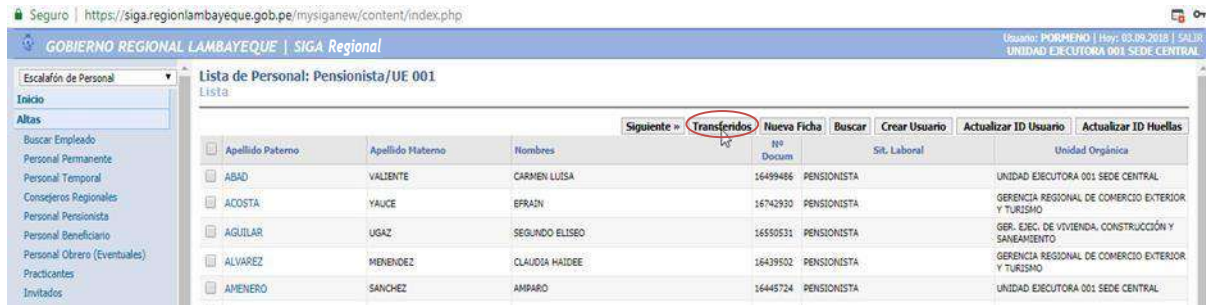 Seguro | https://siga.regionlambayeque.gob.pe/mysiganew/content/index.php
GOBIERNO REGIONAL LAMBAYEQUE | SIGA Regional
Usuario: PORMENO | Hoy: 03.09.2018 | SALIR
UNIDAD EJECUTORA 001 SEDE CENTRAL
Escalafón de Personal
Inicio
Altas
Buscar Empleado
Personal Permanente
Personal Temporal
Consejeros Regionales
Personal Pensionista
Personal Beneficiario
Personal Obrero (Eventuales)
Practicantes
Invitados
Lista de Personal: Pensionista/UE 001
Lista
Siguiente » Transferidos Nueva Ficha Buscar Crear Usuario Actualizar ID Usuario Actualizar ID Huellas
Apellido Paterno Apellido Materno Nombres Nº Docum Sit. Laboral Unidad Orgánica
ABAD VALIENTE CARMEN LUISA 16499486 PENSIONISTA UNIDAD EJECUTORA 001 SEDE CENTRAL
ACOSTA YAUCE EFRAIN 16742930 PENSIONISTA GERENCIA REGIONAL DE COMERCIO EXTERIOR
Y TURISMO
AGUILAR UGAZ SEGUNDO ELISEO 16550531 PENSIONISTA GER. EJEC. DE VIVIENDA, CONSTRUCCIÓN Y
SANEAMIENTO
ALVAREZ MENENDEZ CLAUDIA HAIDEE 16439502 PENSIONISTA GERENCIA REGIONAL DE COMERCIO EXTERIOR
Y TURISMO
AMENERO SANCHEZ AMPARO 16445724 PENSIONISTA UNIDAD EJECUTORA 001 SEDE CENTRAL